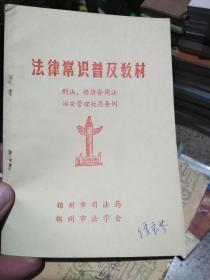 法律常识普及教材
刑法、经济合同法
治安管理处罚条例
锦州市司法局
锦州市法学会